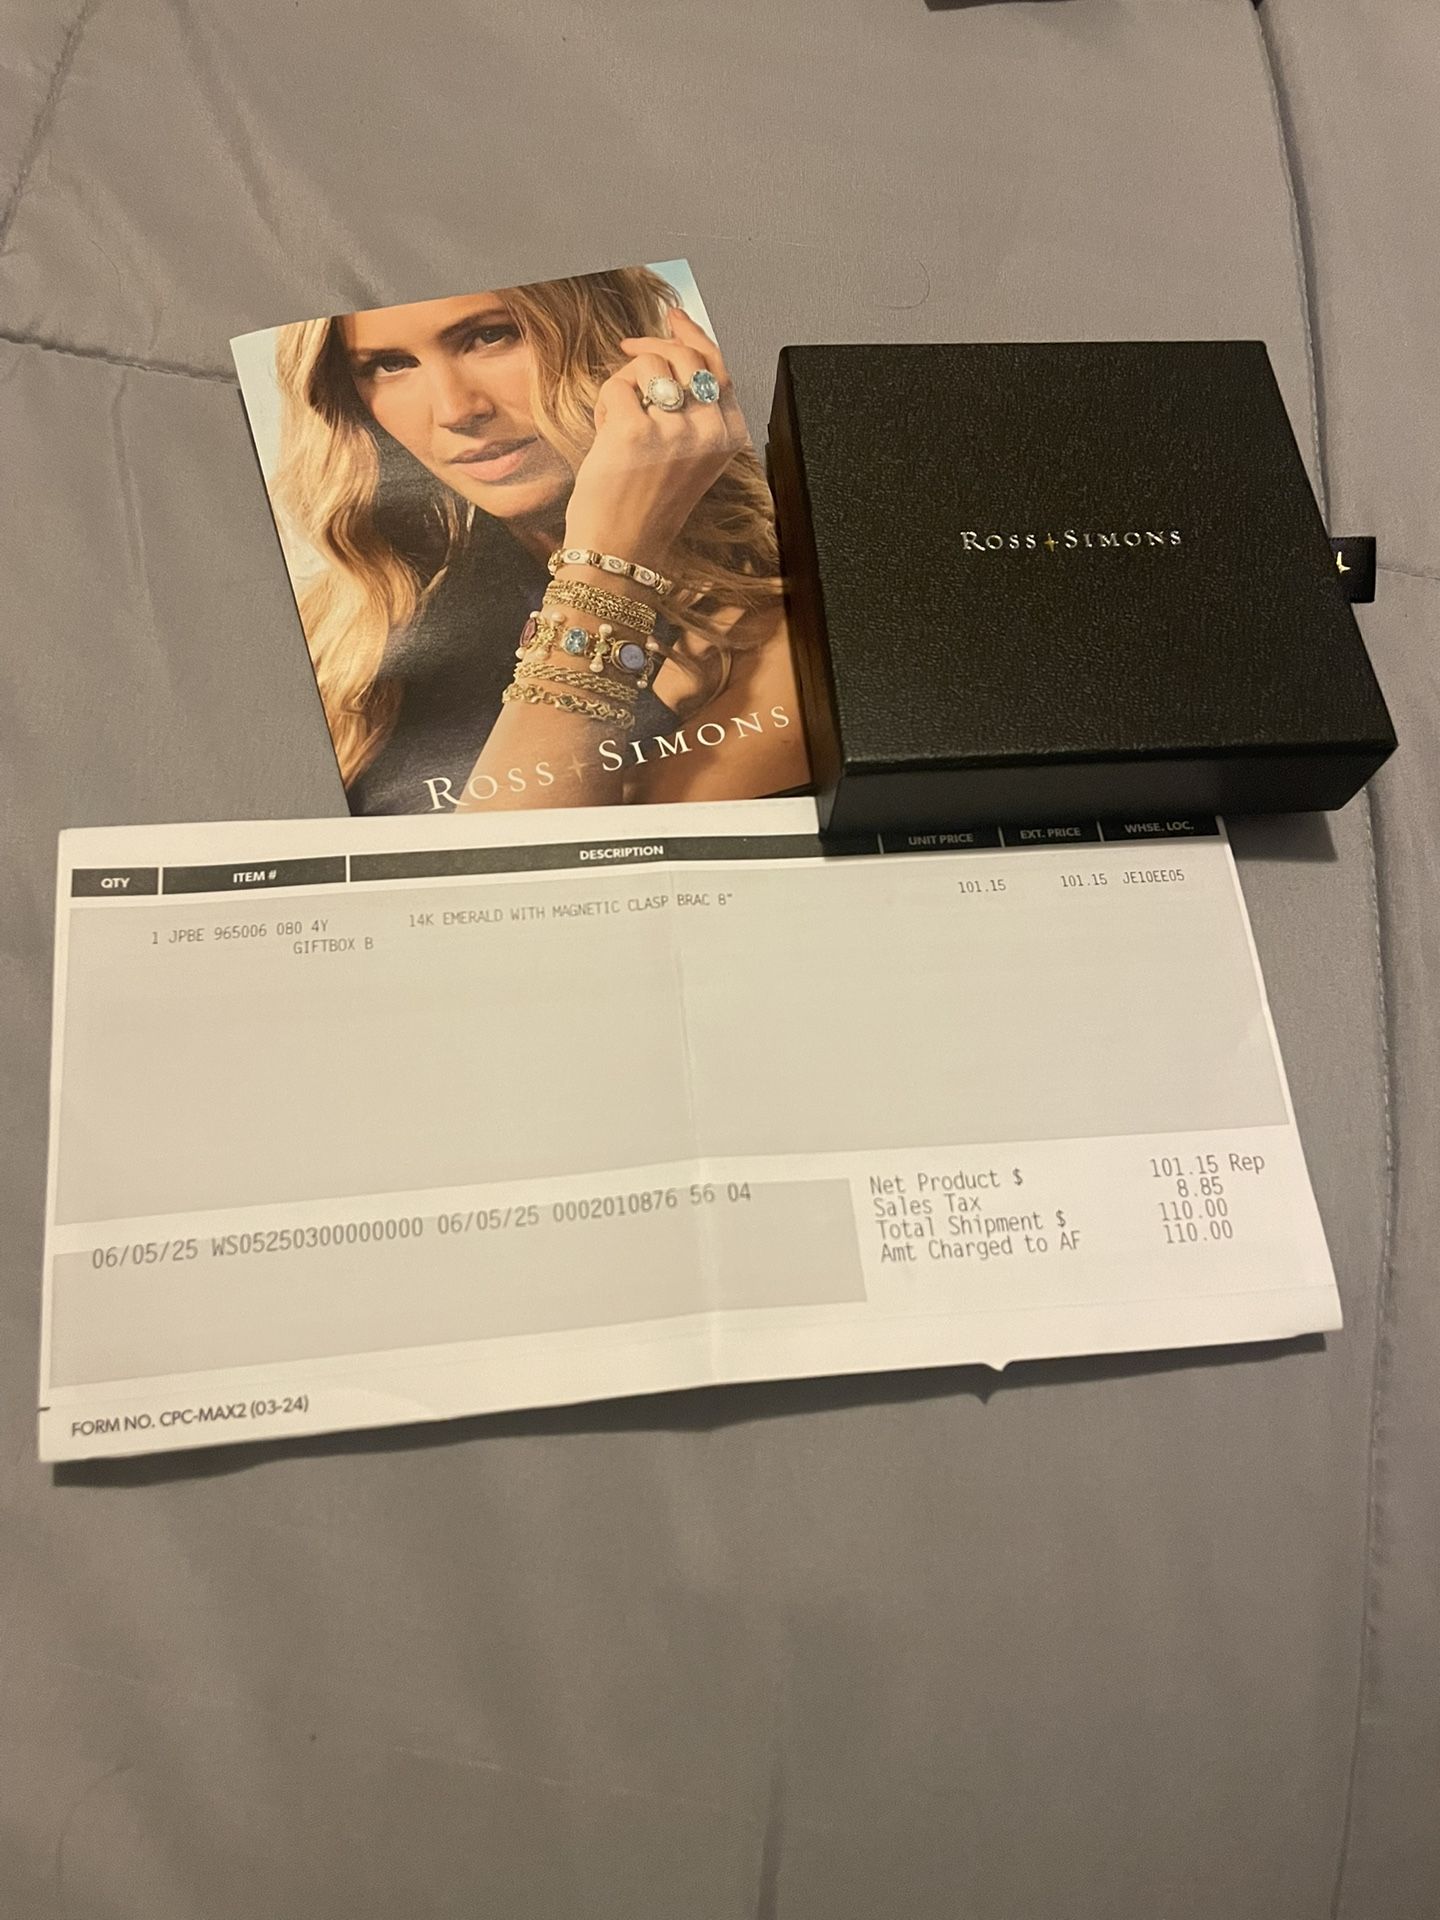 ROSS+SIMONS
ROSS+SIMONS
QTY ITEM # DESCRIPTION UNIT PRICE EXT. PRICE WHSE. LOC.
1 JPBE 965006 080 4Y 14K EMERALD WITH MAGNETIC CLASP BRAC 8" 101.15 101.15 JE10EE05
GIFTBOX B
Net Product $ 101.15 Rep
Sales Tax 8.85
Total Shipment $ 110.00
Amt Charged to AF 110.00
06/05/25 WS05250300000000 06/05/25 0002010876 56 04
FORM NO. CPC-MAX2 (03-24)